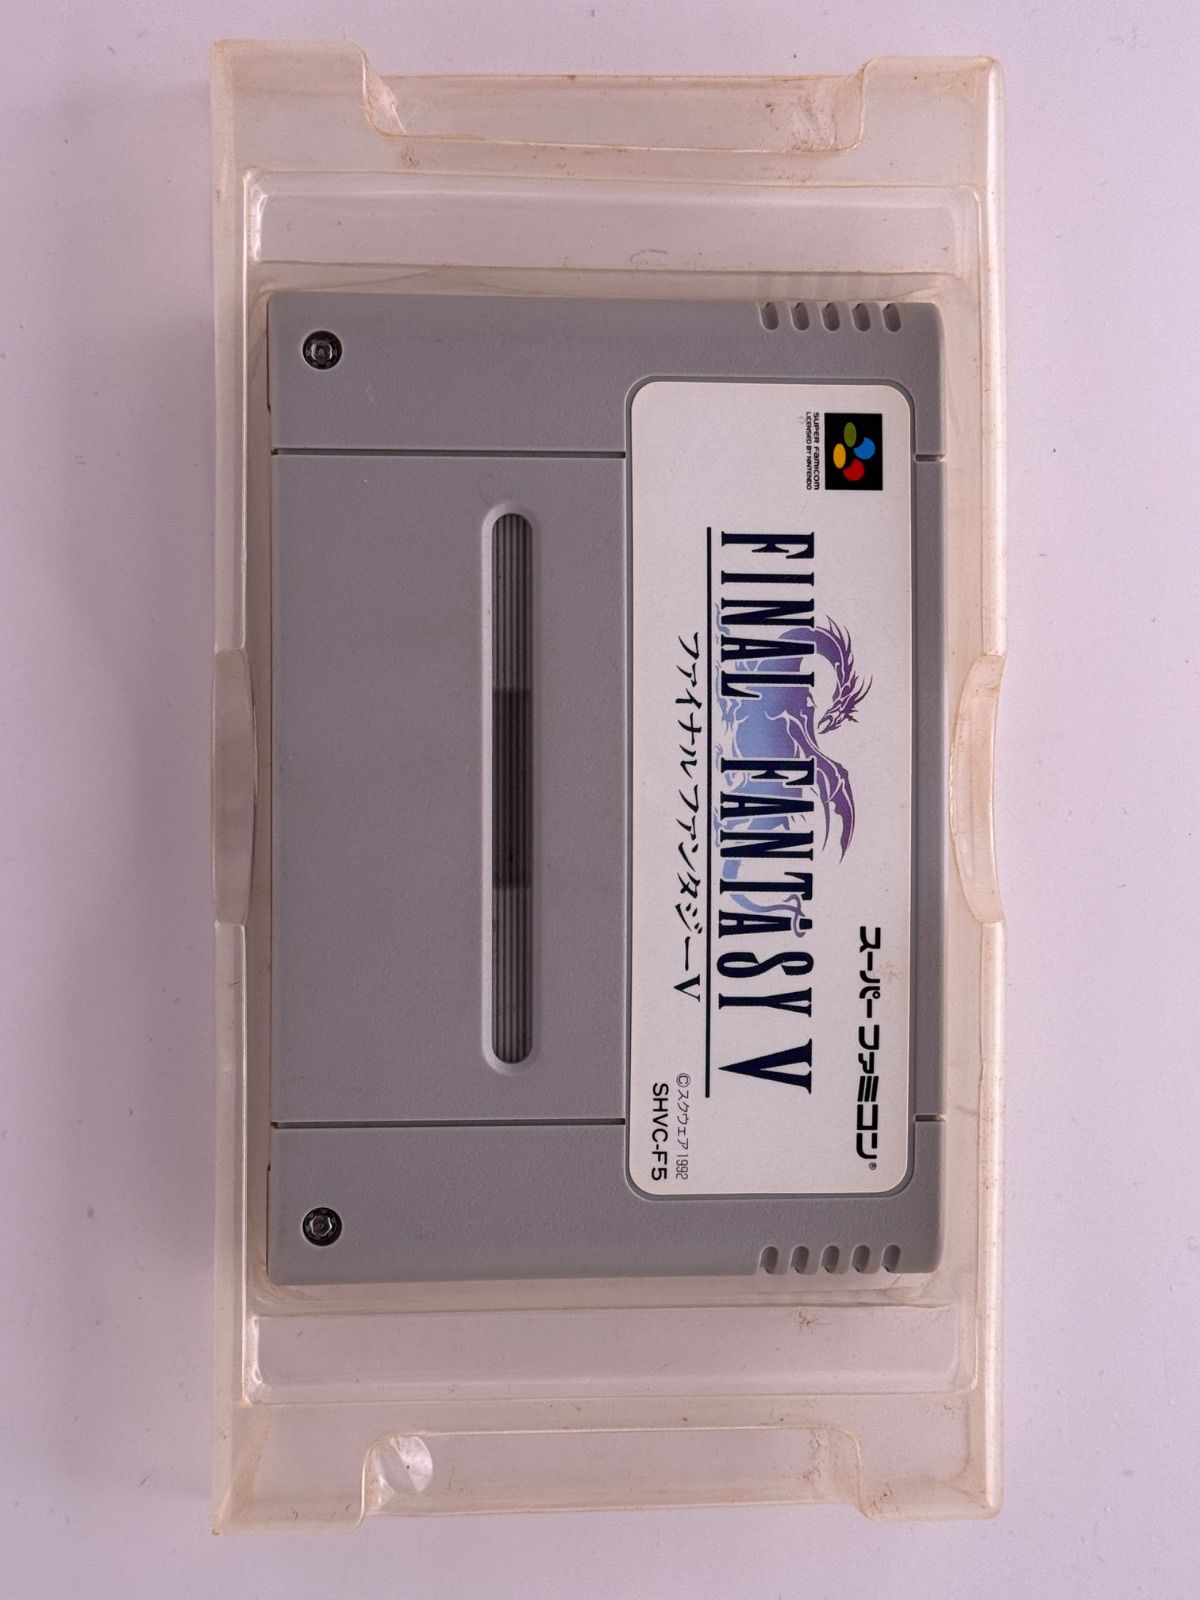 スーパーファミコン®
SUPER FAMICOM
LICENSED BY NINTENDO
FINAL FANTASY V
ファイナルファンタジーV
©スクウェア 1992
SHVC-F5